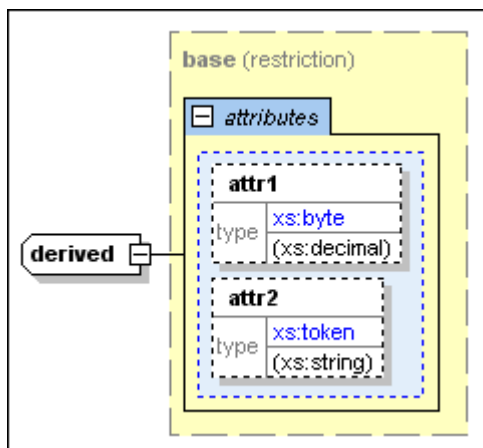 base (restriction)
attributes
attr1
type xs:byte
(xs:decimal)
derived
attr2
type xs:token
(xs:string)